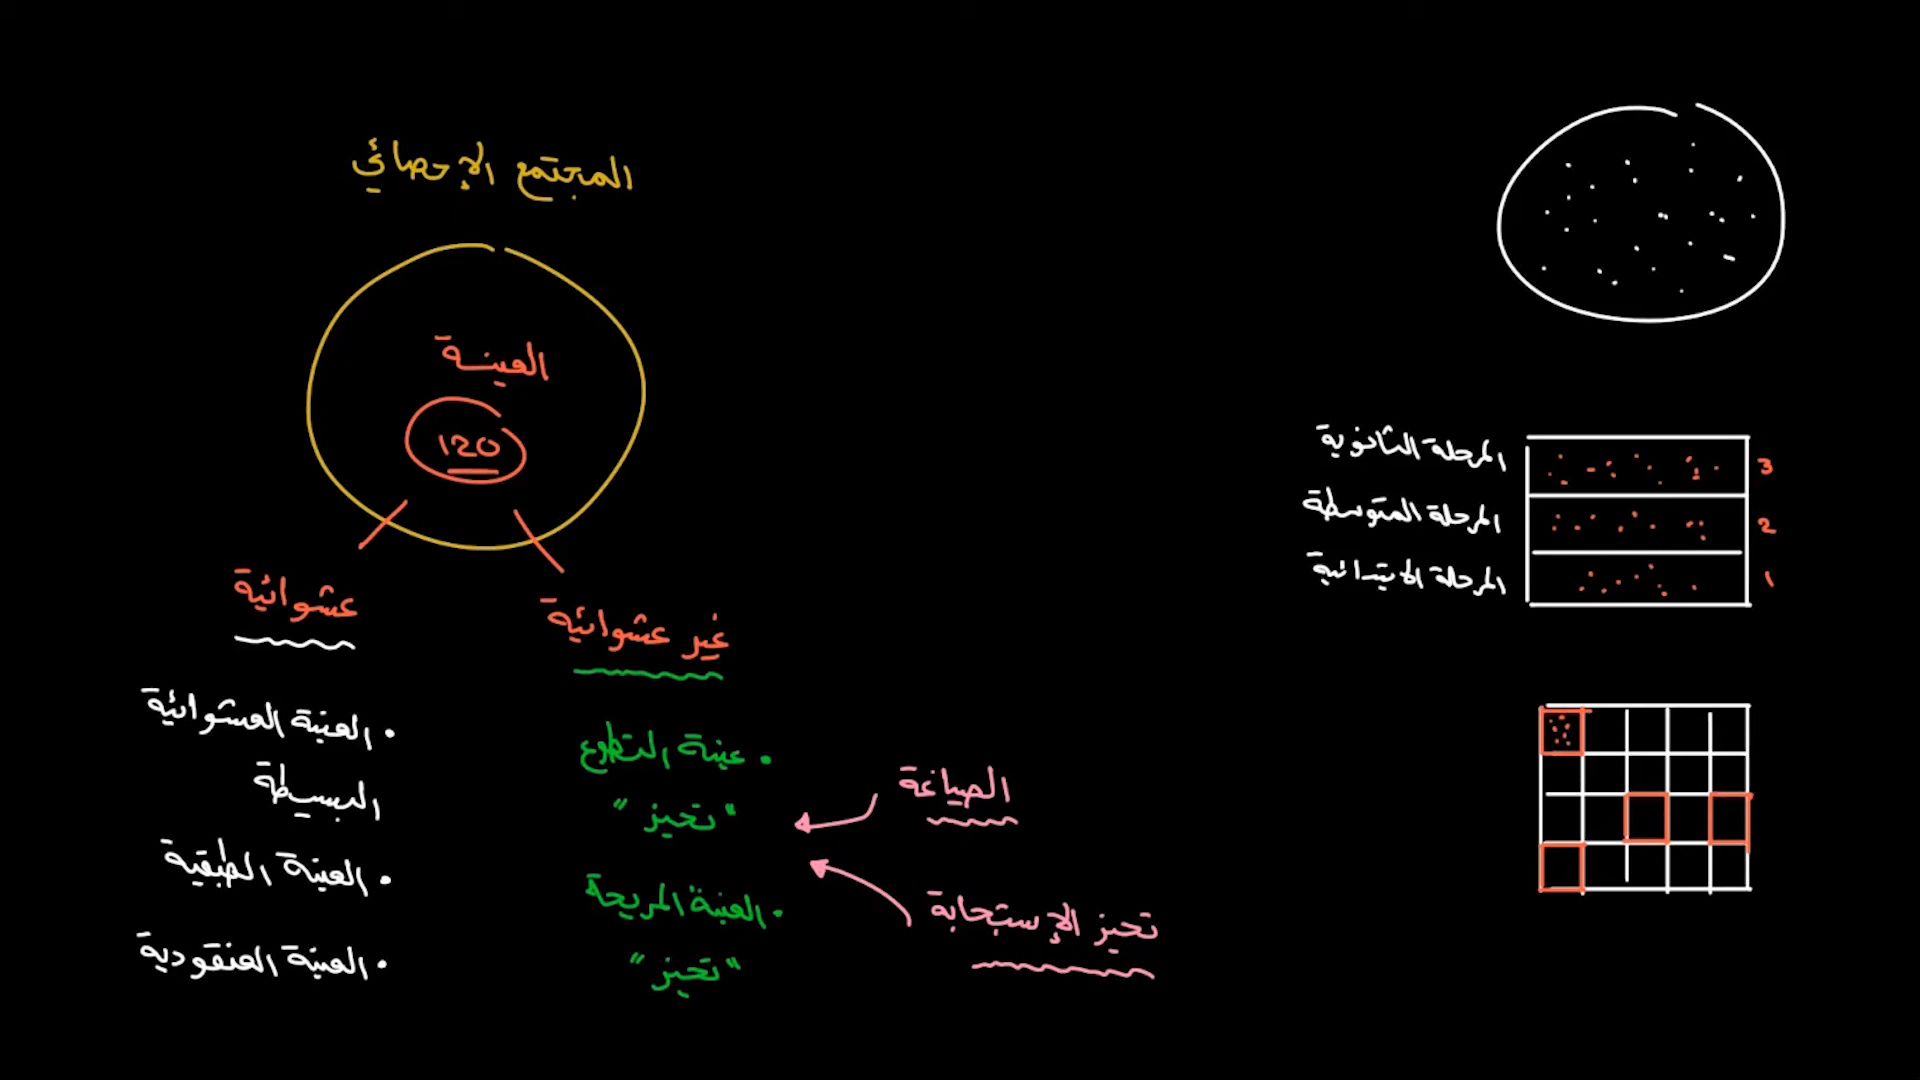 المجتمع الإحصائي
العينة
120
عشوائية
غير عشوائية
• العينة العشوائية
البسيطة
• العينة الطبقية
• العينة العنقودية
• عينة التطوع
"تحيز"
• العينة المريحة
"تحيز"
الصياغة
تحيز الإستجابة
المرحلة الثانوية
3
المرحلة المتوسطة
2
المرحلة الابتدائية
1